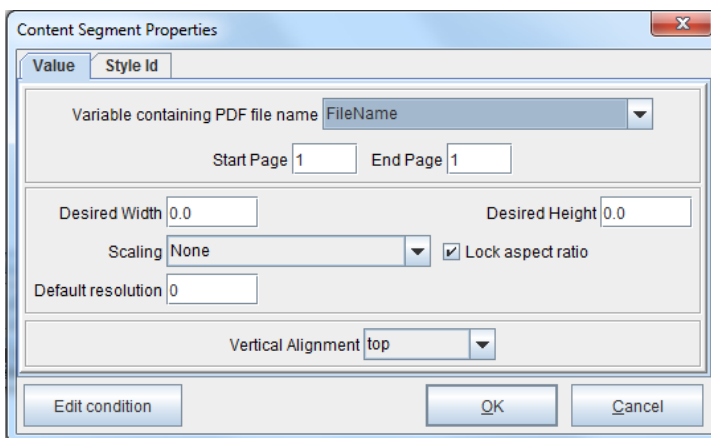 Content Segment Properties
Value Style Id
Variable containing PDF file name FileName
Start Page 1 End Page 1
Desired Width 0.0 Desired Height 0.0
Scaling None Lock aspect ratio
Default resolution 0
Vertical Alignment top
Edit condition OK Cancel